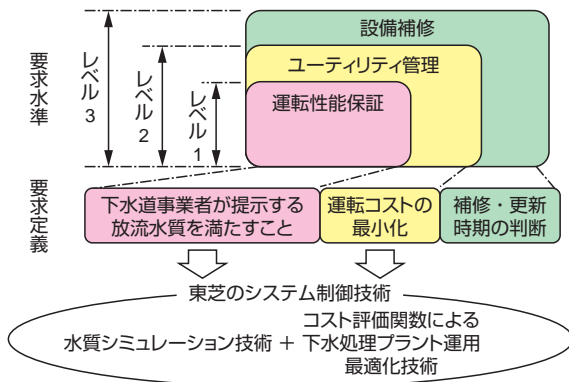 要求水準
レベル3
レベル2
レベル1
設備補修
ユーティリティ管理
運転性能保証
要求定義
下水道事業者が提示する
放流水質を満たすこと
運転コストの
最小化
補修・更新
時期の判断
東芝のシステム制御技術
水質シミュレーション技術 +
コスト評価関数による
下水処理プラント運用
最適化技術